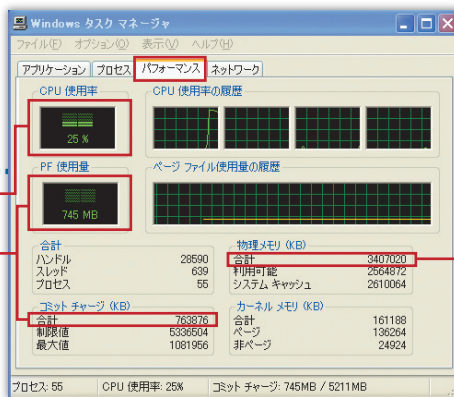 Windows タスク マネージャ
ファイル(F) オプション(O) 表示(V) ヘルプ(H)
アプリケーション プロセス パフォーマンス ネットワーク
CPU 使用率 CPU 使用率の履歴
25 %
PF 使用量 ページ ファイル使用量の履歴
745 MB
合計
ハンドル 28590
スレッド 639
プロセス 55
物理メモリ (KB)
合計 3407020
利用可能 2564872
システム キャッシュ 2610064
コミット チャージ (KB)
合計 763876
制限値 5336504
最大値 1081956
カーネル メモリ (KB)
合計 161188
ページ 136264
非ページ 24924
プロセス: 55 CPU 使用率: 25% コミット チャージ: 745MB / 5211MB